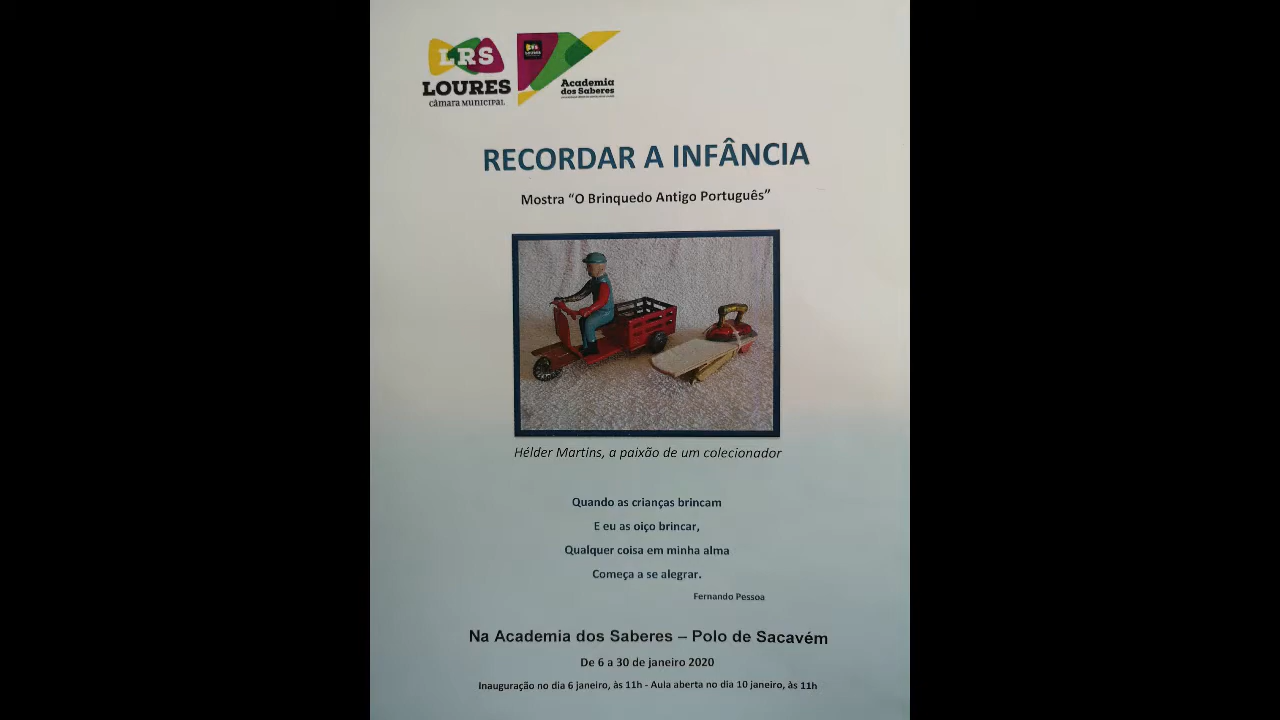 LRS
LOURES
CÂMARA MUNICIPAL
LOURES
Academia
dos Saberes
RECORDAR A INFÂNCIA
Mostra “O Brinquedo Antigo Português”
Hélder Martins, a paixão de um colecionador
Quando as crianças brincam
E eu as oiço brincar,
Qualquer coisa em minha alma
Começa a se alegrar.
Fernando Pessoa
Na Academia dos Saberes – Polo de Sacavém
De 6 a 30 de janeiro 2020
Inauguração no dia 6 janeiro, às 11h - Aula aberta no dia 10 janeiro, às 11h